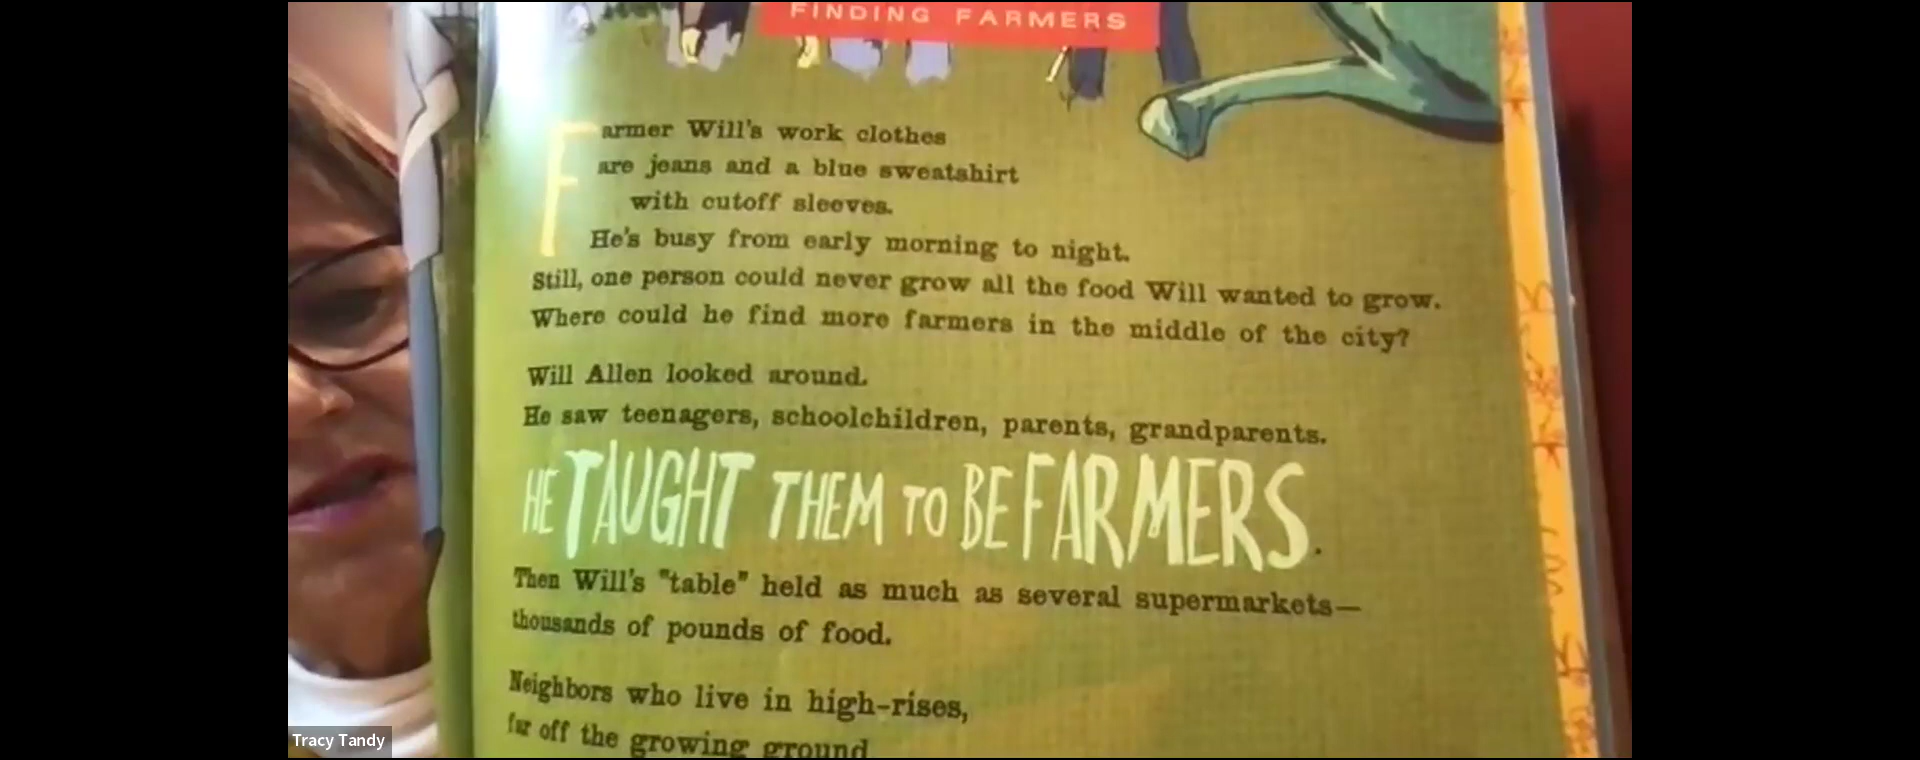 FINDING FARMERS
Farmer Will's work clothes
are jeans and a blue sweatshirt
with cutoff sleeves.
He's busy from early morning to night.
Still, one person could never grow all the food Will wanted to grow.
Where could he find more farmers in the middle of the city?
Will Allen looked around.
He saw teenagers, schoolchildren, parents, grandparents.
HE TAUGHT THEM TO BE FARMERS.
Then Will's "table" held as much as several supermarkets—
thousands of pounds of food.
Neighbors who live in high-rises,
far off the growing ground
Tracy Tandy